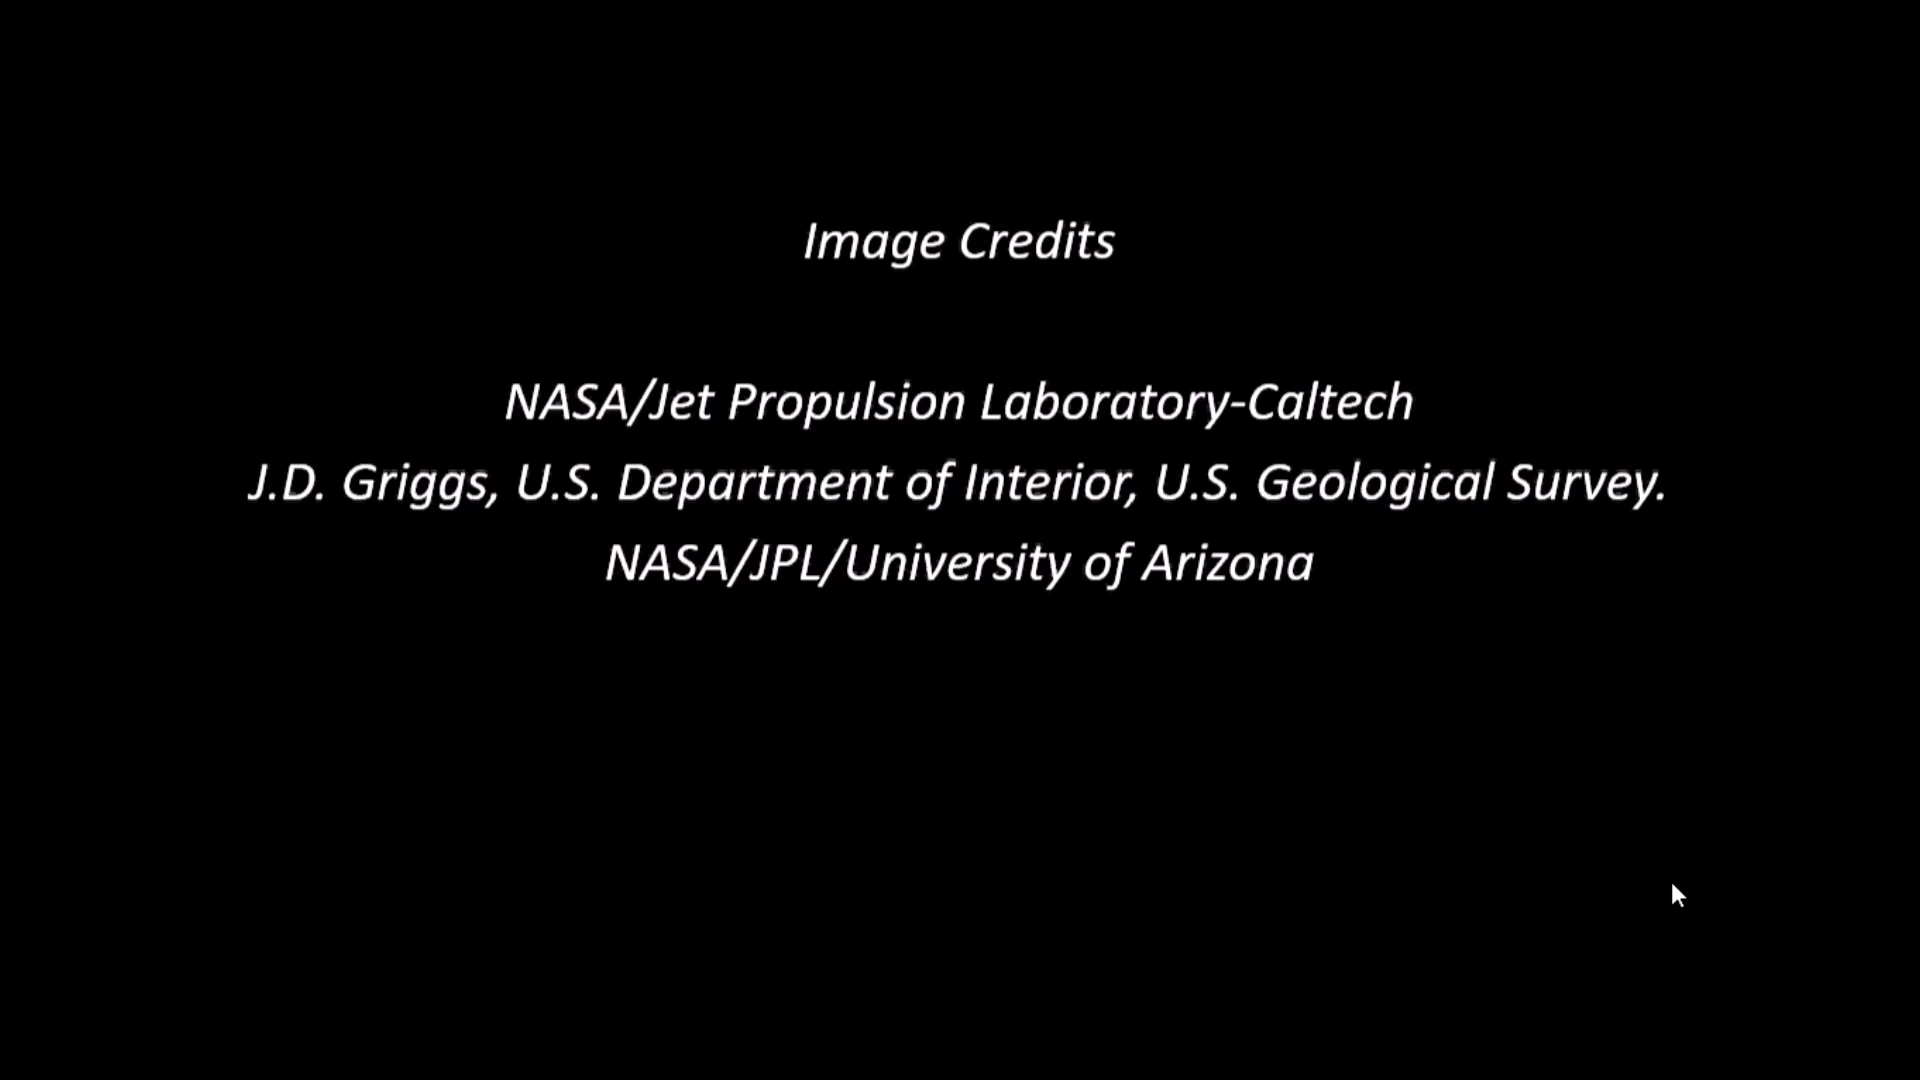 Image Credits
NASA/Jet Propulsion Laboratory-Caltech
J.D. Griggs, U.S. Department of Interior, U.S. Geological Survey.
NASA/JPL/University of Arizona